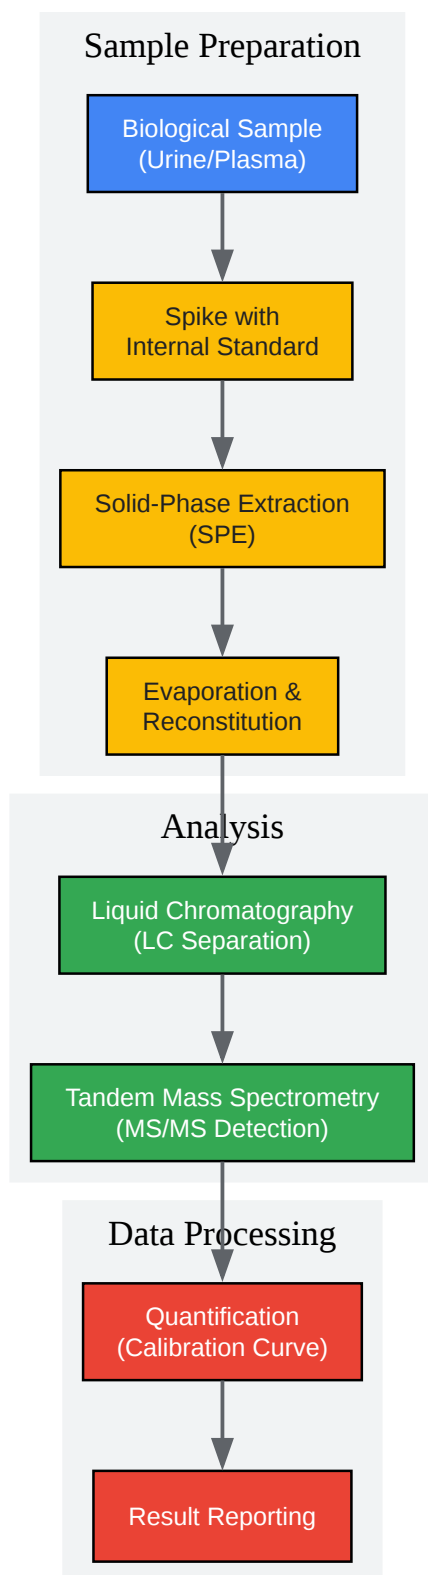 Sample Preparation
Biological Sample
(Urine/Plasma)
Spike with
Internal Standard
Solid-Phase Extraction
(SPE)
Evaporation &
Reconstitution
Analysis
Liquid Chromatography
(LC Separation)
Tandem Mass Spectrometry
(MS/MS Detection)
Data Processing
Quantification
(Calibration Curve)
Result Reporting